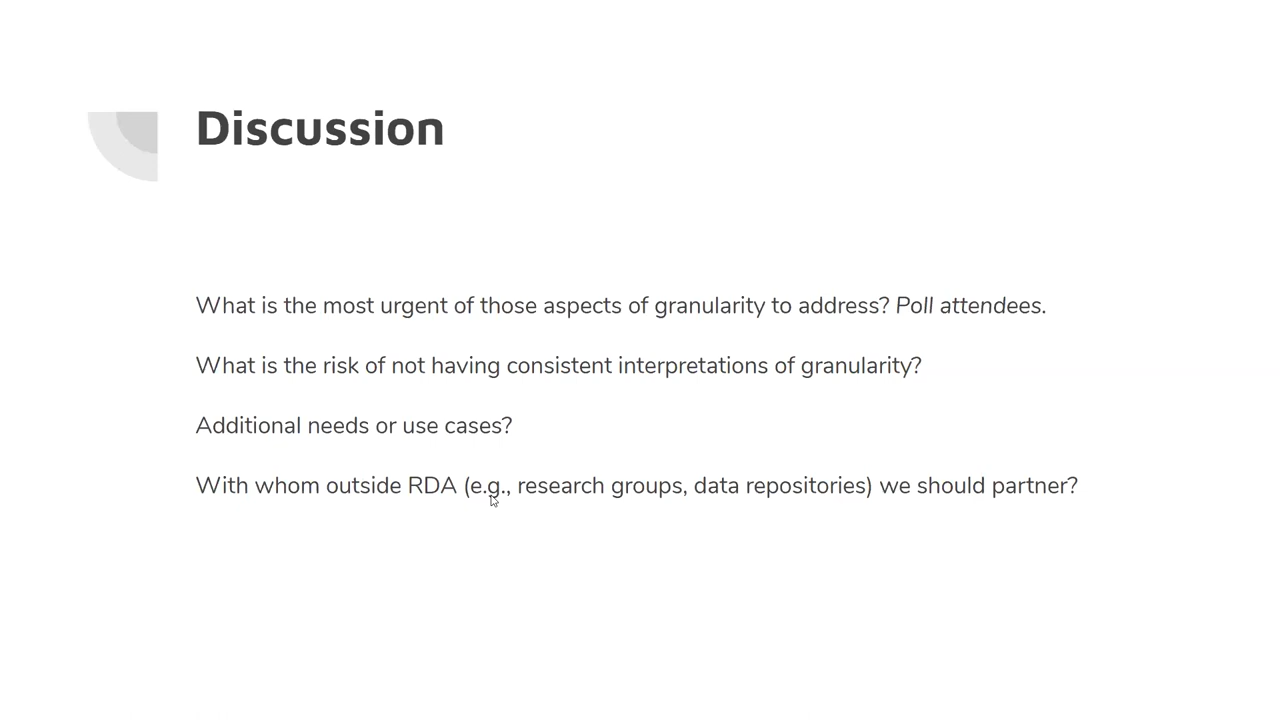 Discussion
What is the most urgent of those aspects of granularity to address? Poll attendees.
What is the risk of not having consistent interpretations of granularity?
Additional needs or use cases?
With whom outside RDA (e.g., research groups, data repositories) we should partner?